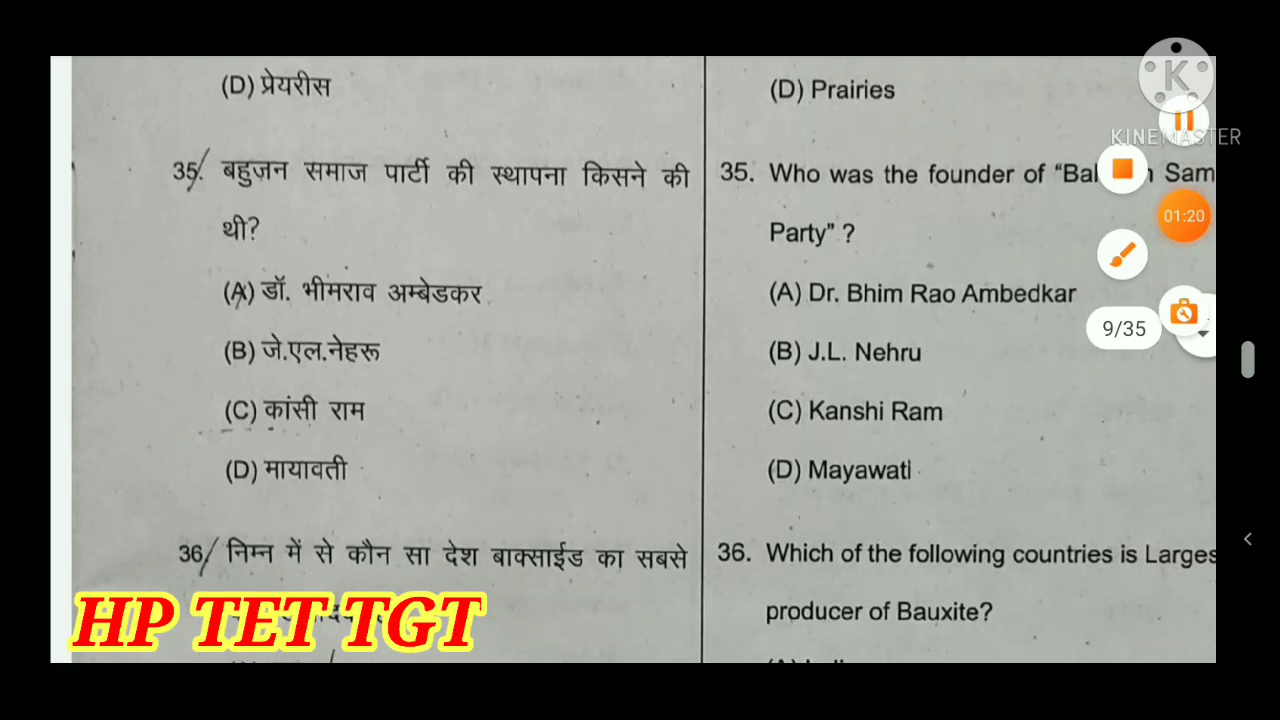 (D) प्रेयरीस
35. बहुजन समाज पार्टी की स्थापना किसने की
थी?
(A) डॉ. भीमराव अम्बेडकर
(B) जे.एल.नेहरू
(C) कांसी राम
(D) मायावती
36. निम्न में से कौन सा देश बाक्साईड का सबसे
(D) Prairies
35. Who was the founder of "Ba Sam
Party" ?
(A) Dr. Bhim Rao Ambedkar
(B) J.L. Nehru
(C) Kanshi Ram
(D) Mayawati
36. Which of the following countries is Larges
producer of Bauxite?
HP TET TGT
K
KINEMASTER
01:20
9/35